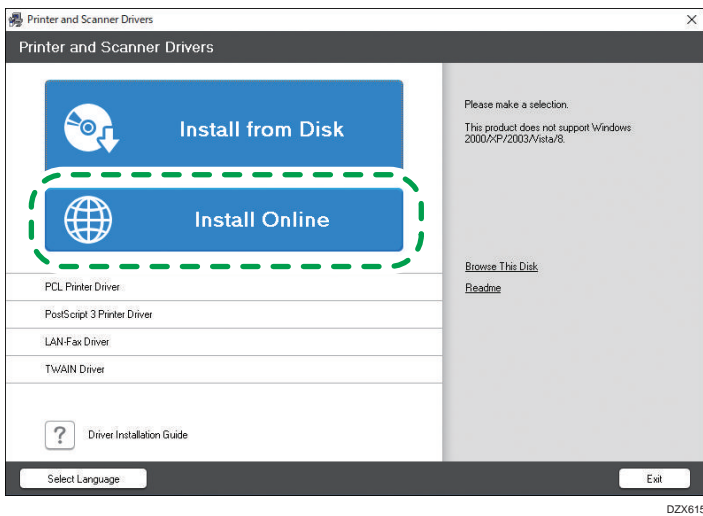 Printer and Scanner Drivers
Printer and Scanner Drivers
Install from Disk
Install Online
PCL Printer Driver
PostScript 3 Printer Driver
LAN-Fax Driver
TWAIN Driver
? Driver Installation Guide
Please make a selection.
This product does not support Windows
2000/XP/2003/Vista/8.
Browse This Disk
Readme
Select Language
Exit
DZX615